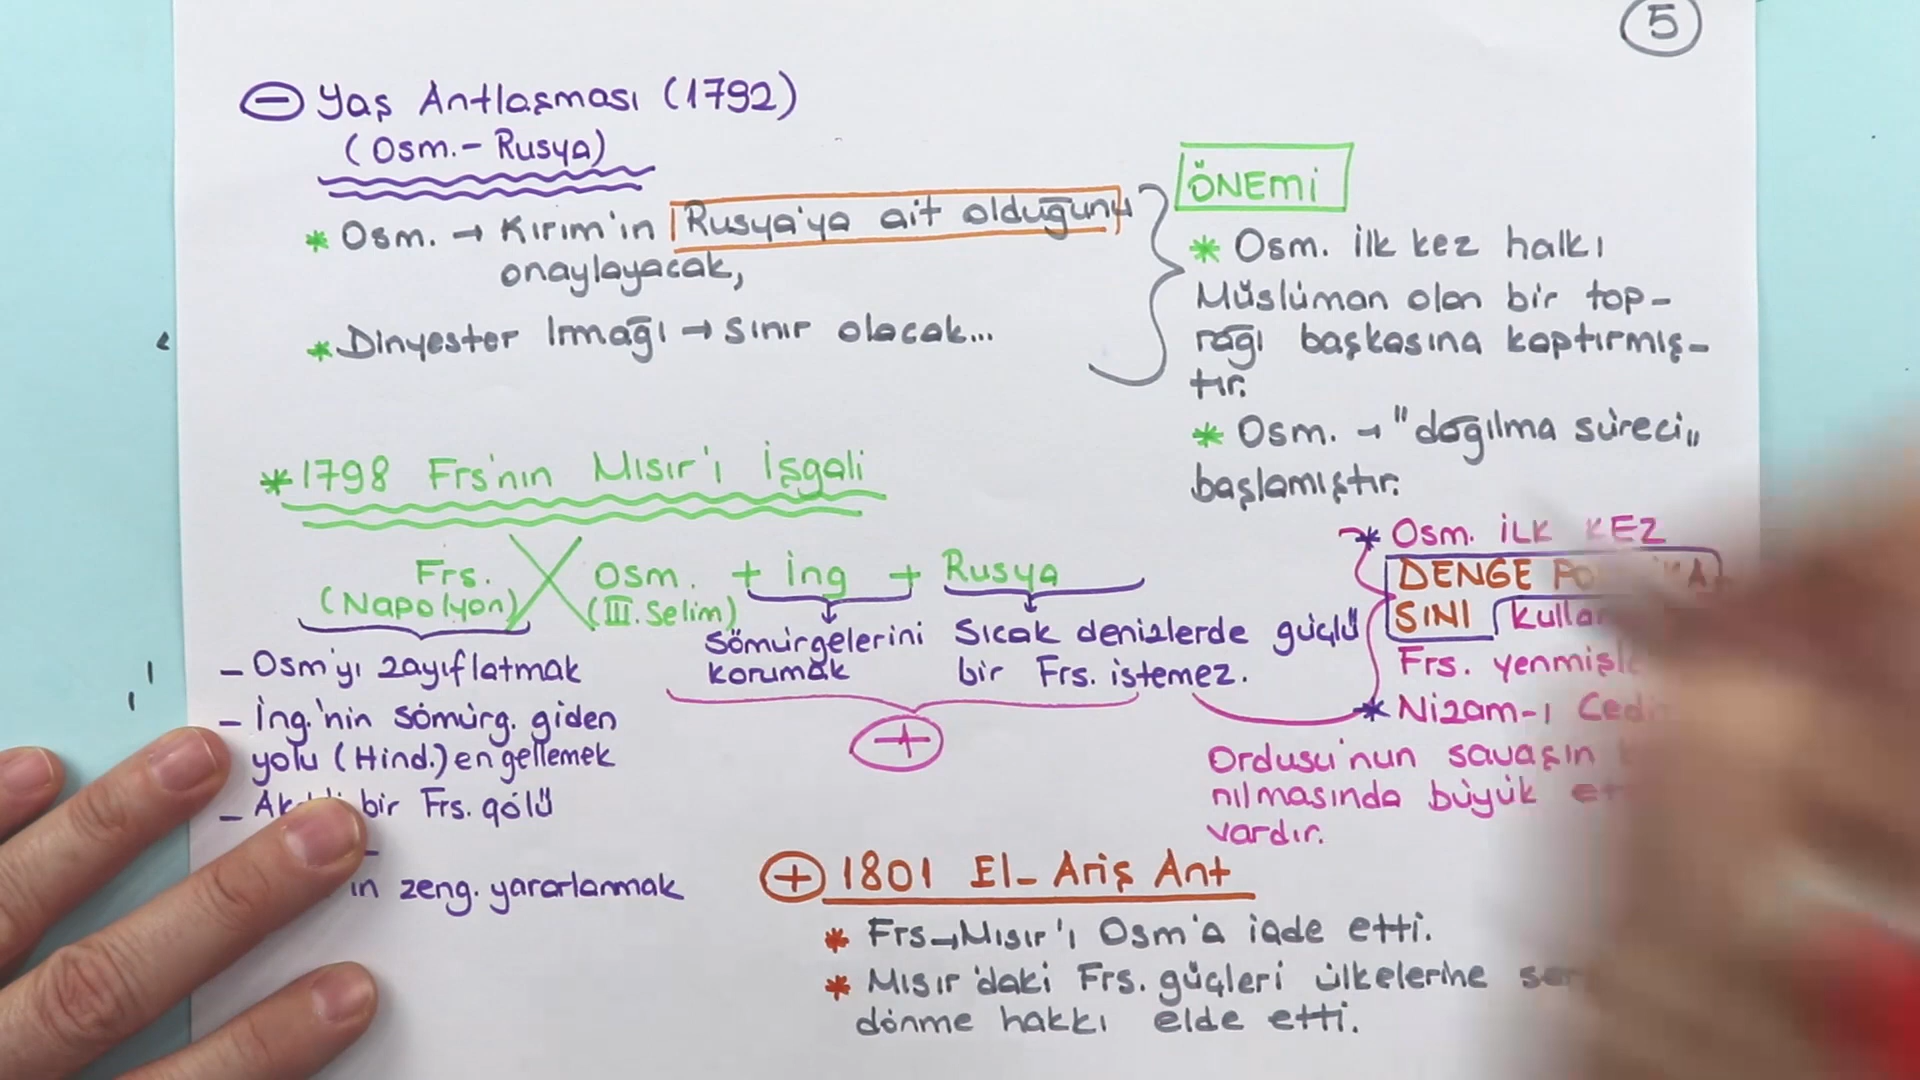 5
Yaş Antlaşması (1792)
(Osm.- Rusya)
* Osm. → Kırım'ın Rusya'ya ait olduğunu
onaylayacak,
* Dinyester Irmağı → sınır olacak...
ÖNEMİ
* Osm. ilk kez halkı
Müslüman olan bir top-
rağı başkasına kaptırmış-
tır.
* Osm. → "dağılma süreci"
başlamıştır.
* 1798 Frs'nın Mısır'ı İşgali
Frs. X Osm. + İng + Rusya
(Napolyon) (III. Selim)
- Osm'yı zayıflatmak
- İng.'nin sömürg. giden
yolu (Hind.) engellemek
- bir Frs. gölü
zeng. yararlanmak
sömürgelerini
korumak
Sıcak denizlerde güçlü
bir Frs. istemez.
+
* Osm. İLK KEZ
DENGE
SINI
Frs.
* Nizam-ı
Ordusu'nun savaşın
nılmasında büyük
vardır.
+ 1801 El-Ariş Ant
* Frs → Mısır'ı Osm'a iade etti.
* Mısır'daki Frs. güçleri ülkelerine
dönme hakkı elde etti.